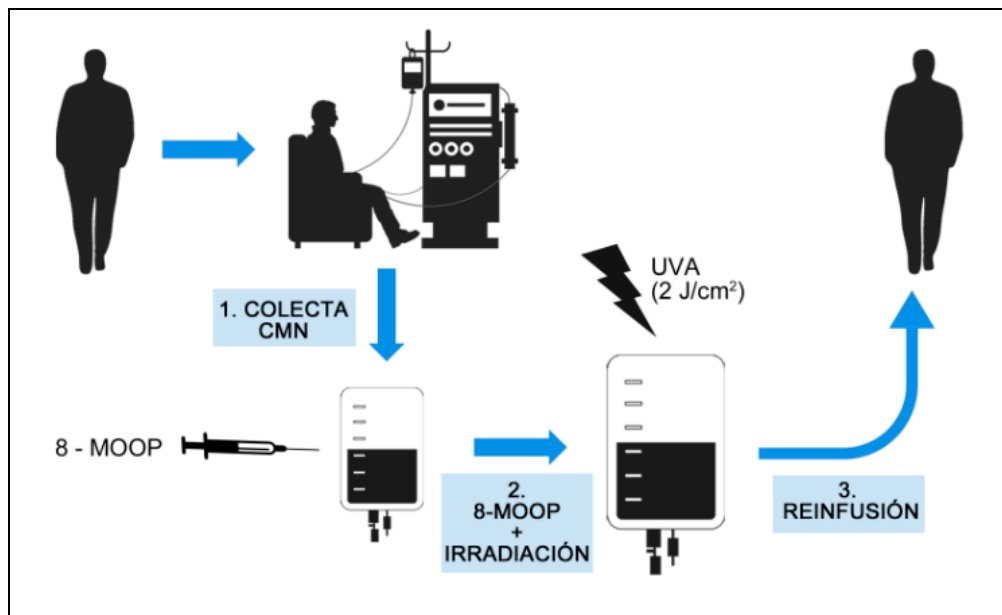 1. COLECTA
CMN
UVA
(2 J/cm²)
8 - MOOP
2.
8-MOOP
+
IRRADIACIÓN
3.
REINFUSIÓN